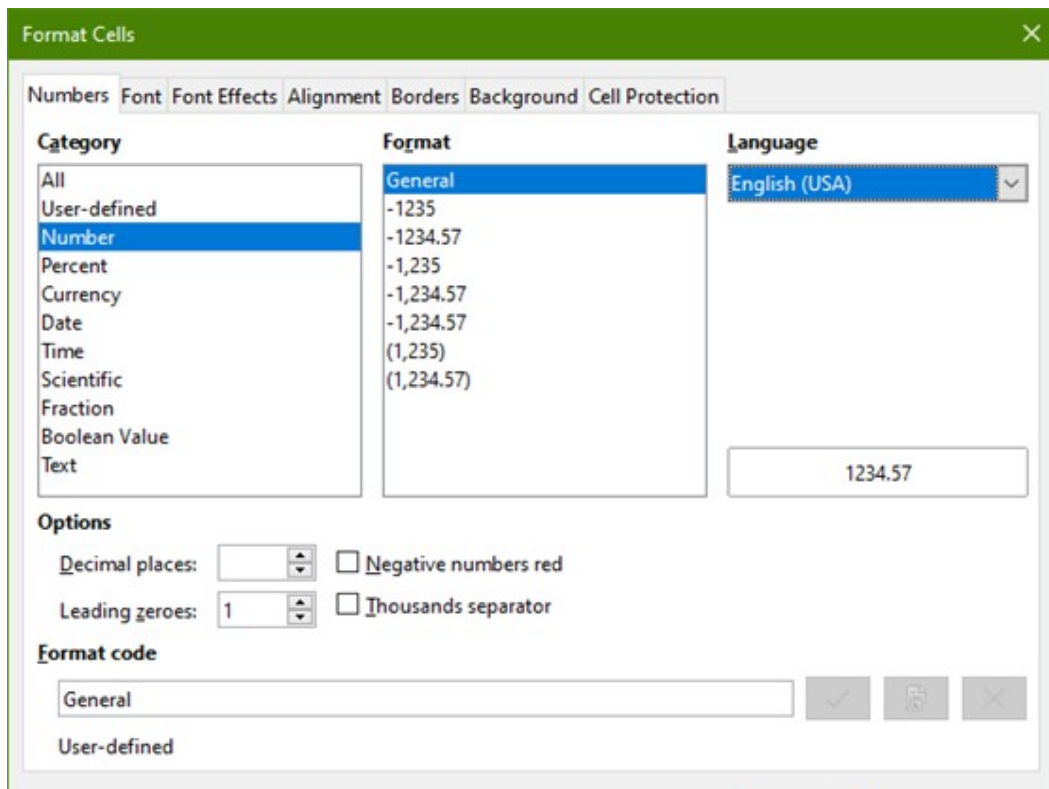 Format Cells
Numbers Font Font Effects Alignment Borders Background Cell Protection
Category
All
User-defined
Number
Percent
Currency
Date
Time
Scientific
Fraction
Boolean Value
Text
Format
General
-1235
-1234.57
-1,235
-1,234.57
-1,234.57
(1,235)
(1,234.57)
Language
English (USA)
1234.57
Options
Decimal places:
Negative numbers red
Leading zeroes: 1
Thousands separator
Format code
General
User-defined